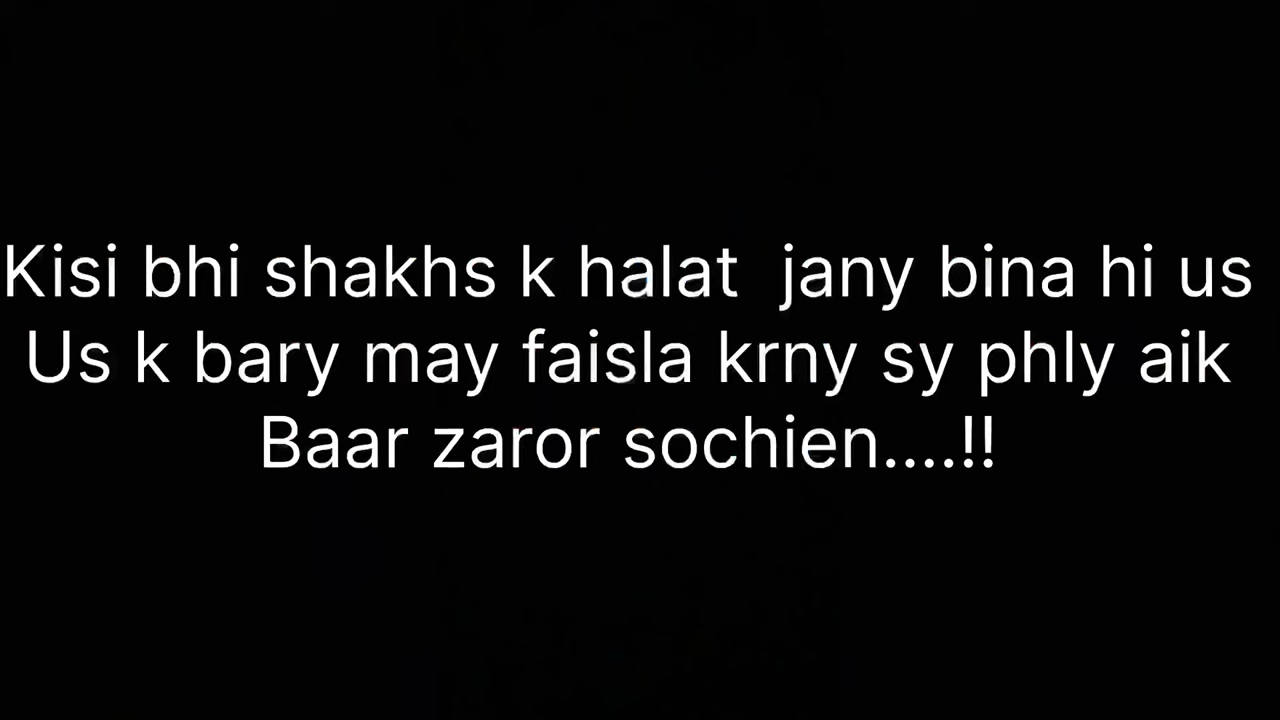 Kisi bhi shakhs k halat  jany bina hi us
Us k bary may faisla krny sy phly aik
Baar zaror sochien....!!